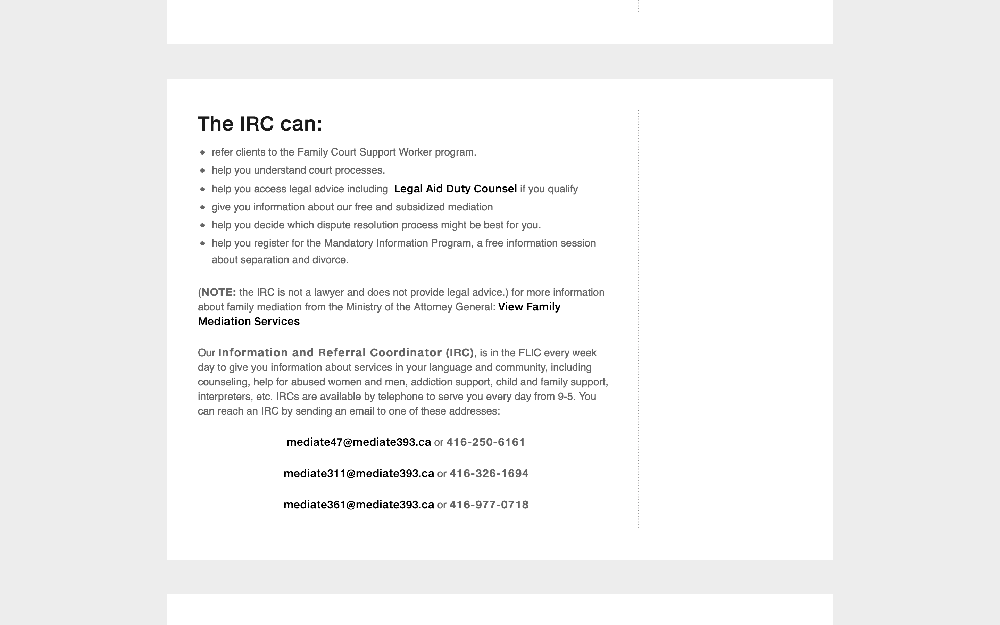 The IRC can:
• refer clients to the Family Court Support Worker program.
• help you understand court processes.
• help you access legal advice including Legal Aid Duty Counsel if you qualify
• give you information about our free and subsidized mediation
• help you decide which dispute resolution process might be best for you.
• help you register for the Mandatory Information Program, a free information session
about separation and divorce.
(NOTE: the IRC is not a lawyer and does not provide legal advice.) for more information
about family mediation from the Ministry of the Attorney General: View Family
Mediation Services
Our Information and Referral Coordinator (IRC), is in the FLIC every week
day to give you information about services in your language and community, including
counseling, help for abused women and men, addiction support, child and family support,
interpreters, etc. IRCs are available by telephone to serve you every day from 9-5. You
can reach an IRC by sending an email to one of these addresses:
mediate47@mediate393.ca or 416-250-6161
mediate311@mediate393.ca or 416-326-1694
mediate361@mediate393.ca or 416-977-0718